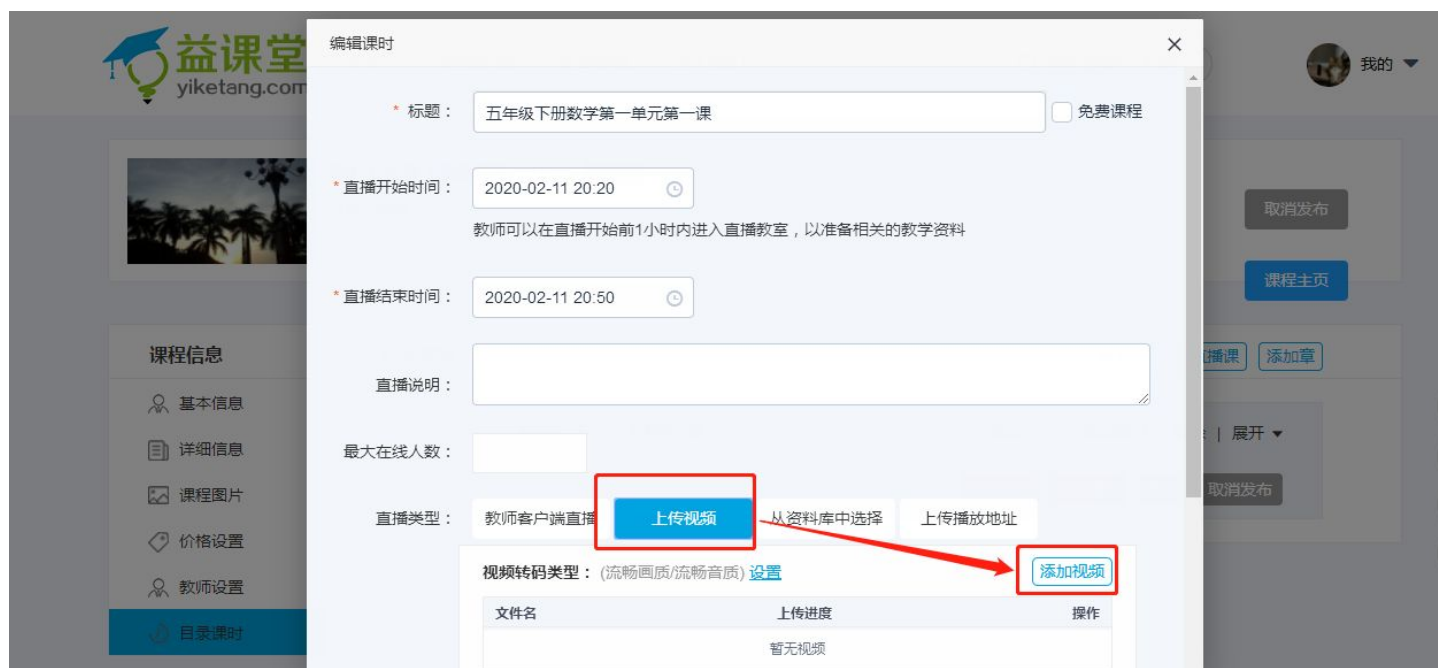 益课堂
yiketang.com
编辑课时
我的
* 标题：
五年级下册数学第一单元第一课
免费课程
* 直播开始时间：
2020-02-11 20:20
取消发布
教师可以在直播开始前1小时内进入直播教室，以准备相关的教学资料
课程主页
* 直播结束时间：
2020-02-11 20:50
课程信息
播课
添加章
直播说明：
基本信息
| 展开
详细信息
最大在线人数：
课程图片
取消发布
直播类型：
教师客户端直播
上传视频
从资料库中选择
上传播放地址
价格设置
视频转码类型： (流畅画质/流畅音质) 设置
添加视频
教师设置
文件名 上传进度 操作
目录课时
暂无视频